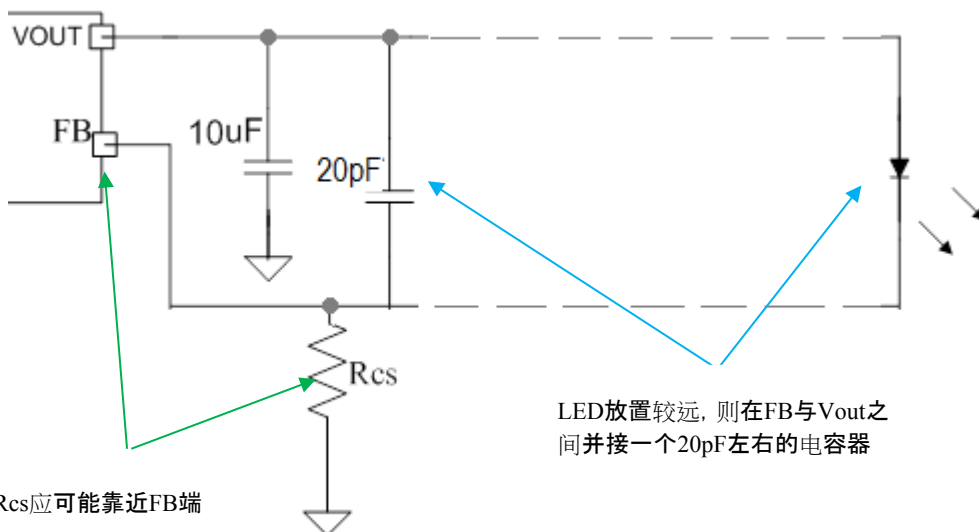 VOUT
FB
10uF
20pF
Rcs
LED放置较远, 则在FB与Vout之
间并接一个20pF左右的电容器
Rcs应可能靠近FB端